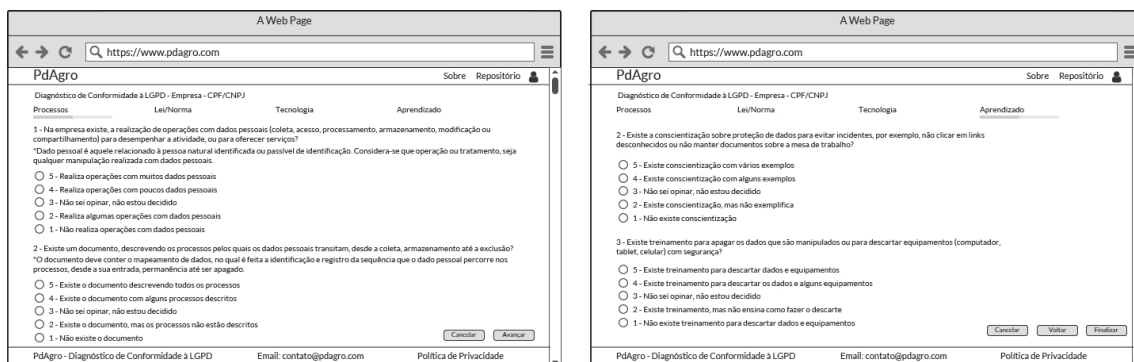 A Web Page
https://www.pdagro.com
PdAgro
Sobre Repositório
Diagnóstico de Conformidade à LGPD - Empresa - CPF/CNPJ
Processos Lei/Norma Tecnologia Aprendizado
1 - Na empresa existe, a realização de operações com dados pessoais (coleta, acesso, processamento, armazenamento, modificação ou
compartilhamento) para desempenhar a atividade, ou para oferecer serviços?
*Dado pessoal é aquele relacionado à pessoa natural identificada ou passível de identificação. Considera-se que operação ou tratamento, seja
qualquer manipulação realizada com dados pessoais.
5 - Realiza operações com muitos dados pessoais
4 - Realiza operações com poucos dados pessoais
3 - Não sei opinar, não estou decidido
2 - Realiza algumas operações com dados pessoais
1 - Não realiza operações com dados pessoais
2 - Existe um documento, descrevendo os processos pelos quais os dados pessoais transitam, desde a coleta, armazenamento até a exclusão?
*O documento deve conter o mapeamento de dados, no qual é feita a identificação e registro da sequência que o dado pessoal percorre nos
processos, desde a sua entrada, permanência até ser apagado.
5 - Existe o documento descrevendo todos os processos
4 - Existe o documento com alguns processos descritos
3 - Não sei opinar, não estou decidido
2 - Existe o documento, mas os processos não estão descritos
1 - Não existe o documento
Cancelar Avançar
PdAgro - Diagnóstico de Conformidade à LGPD Email: contato@pdagro.com Política de Privacidade
A Web Page
https://www.pdagro.com
PdAgro
Sobre Repositório
Diagnóstico de Conformidade à LGPD - Empresa - CPF/CNPJ
Processos Lei/Norma Tecnologia Aprendizado
2 - Existe a conscientização sobre proteção de dados para evitar incidentes, por exemplo, não clicar em links
desconhecidos ou não manter documentos sobre a mesa de trabalho?
5 - Existe conscientização com vários exemplos
4 - Existe conscientização com alguns exemplos
3 - Não sei opinar, não estou decidido
2 - Existe conscientização, mas não exemplifica
1 - Não existe conscientização
3 - Existe treinamento para apagar os dados que são manipulados ou para descartar equipamentos (computador,
tablet, celular) com segurança?
5 - Existe treinamento para descartar dados e equipamentos
4 - Existe treinamento para descartar os dados e alguns equipamentos
3 - Não sei opinar, não estou decidido
2 - Existe treinamento, mas não ensina como fazer o descarte
1 - Não existe treinamento para descartar dados e equipamentos
Cancelar Voltar Finalizar
PdAgro - Diagnóstico de Conformidade à LGPD Email: contato@pdagro.com Política de Privacidade